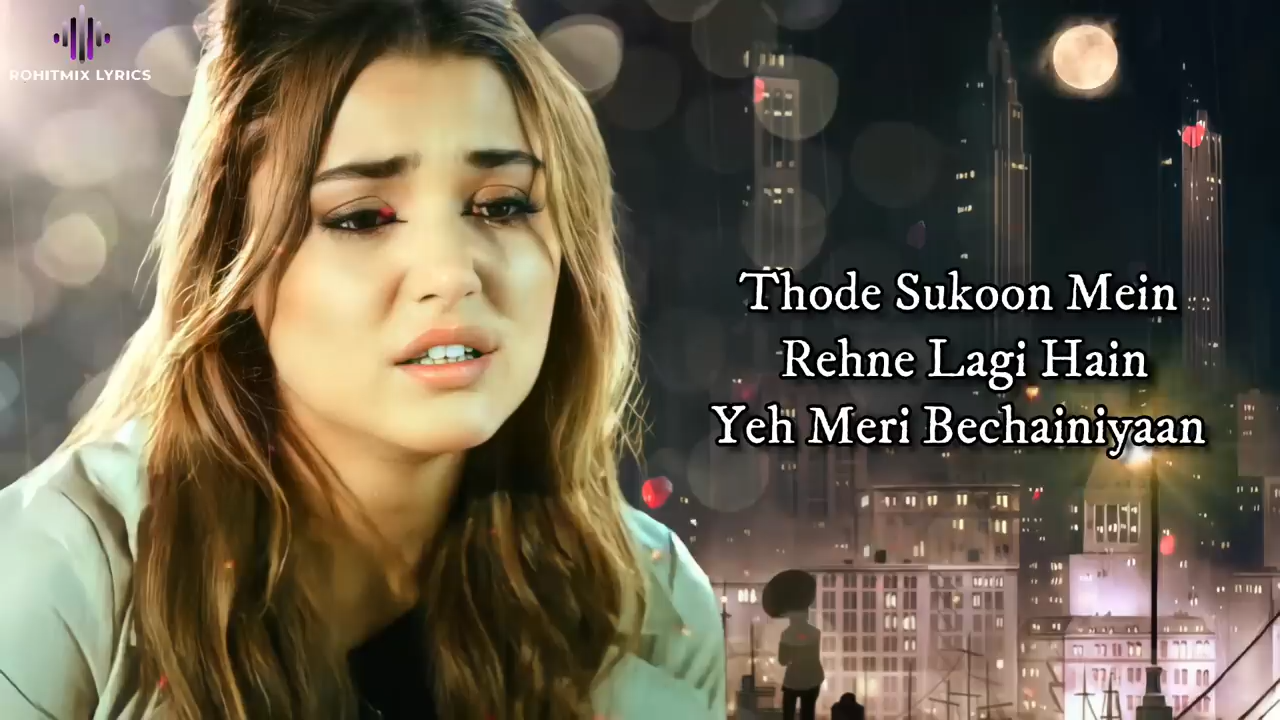 ROHITMIX LYRICS
Thode Sukoon Mein
Rehne Lagi Hain
Yeh Meri Bechainiyaan